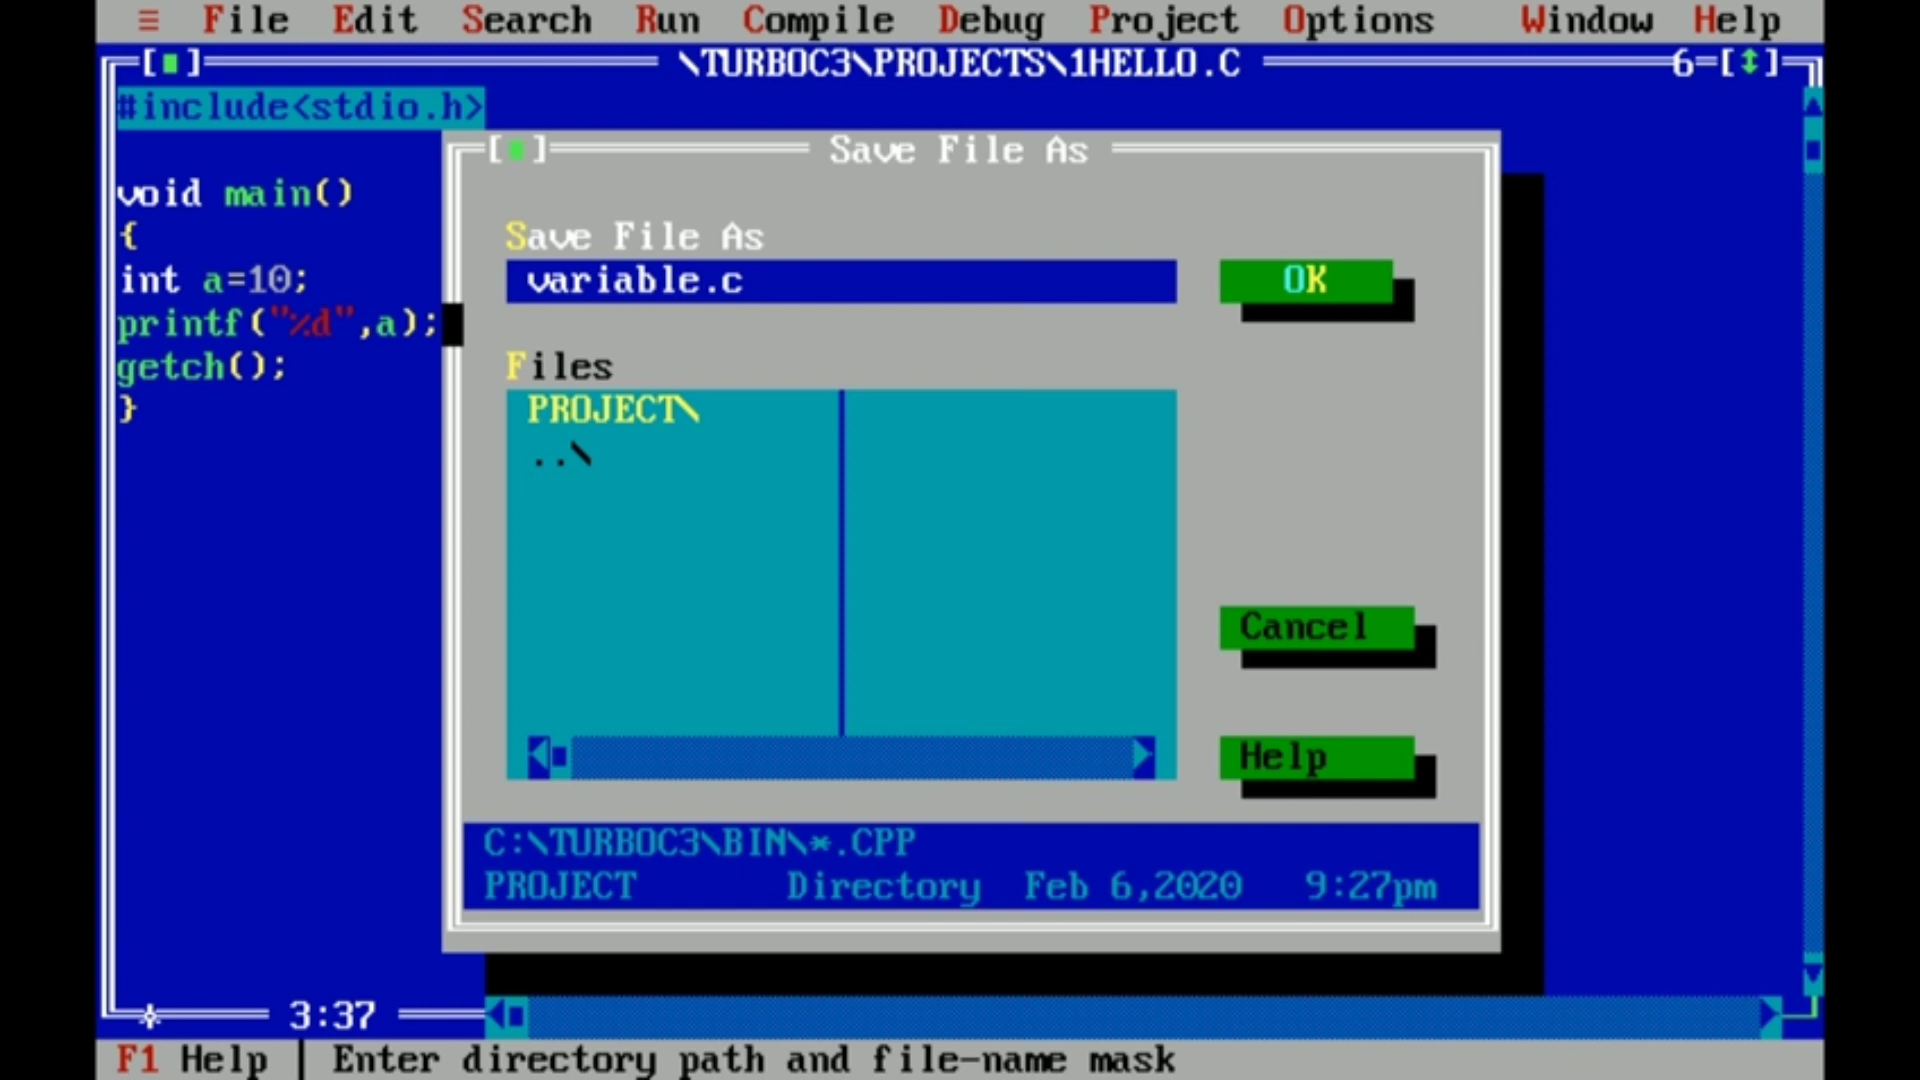 ≡ File Edit Search Run Compile Debug Project Options Window Help
\TURBOC3\PROJECTS\1HELLO.C 6
#include<stdio.h>
void main()
{
int a=10;
printf("%d",a);
getch();
}
Save File As
Save File As
variable.c
OK
Files
PROJECT\
..\
Cancel
Help
C:\TURBOC3\BIN\*.CPP
PROJECT Directory Feb 6,2020 9:27pm
3:37
F1 Help | Enter directory path and file-name mask